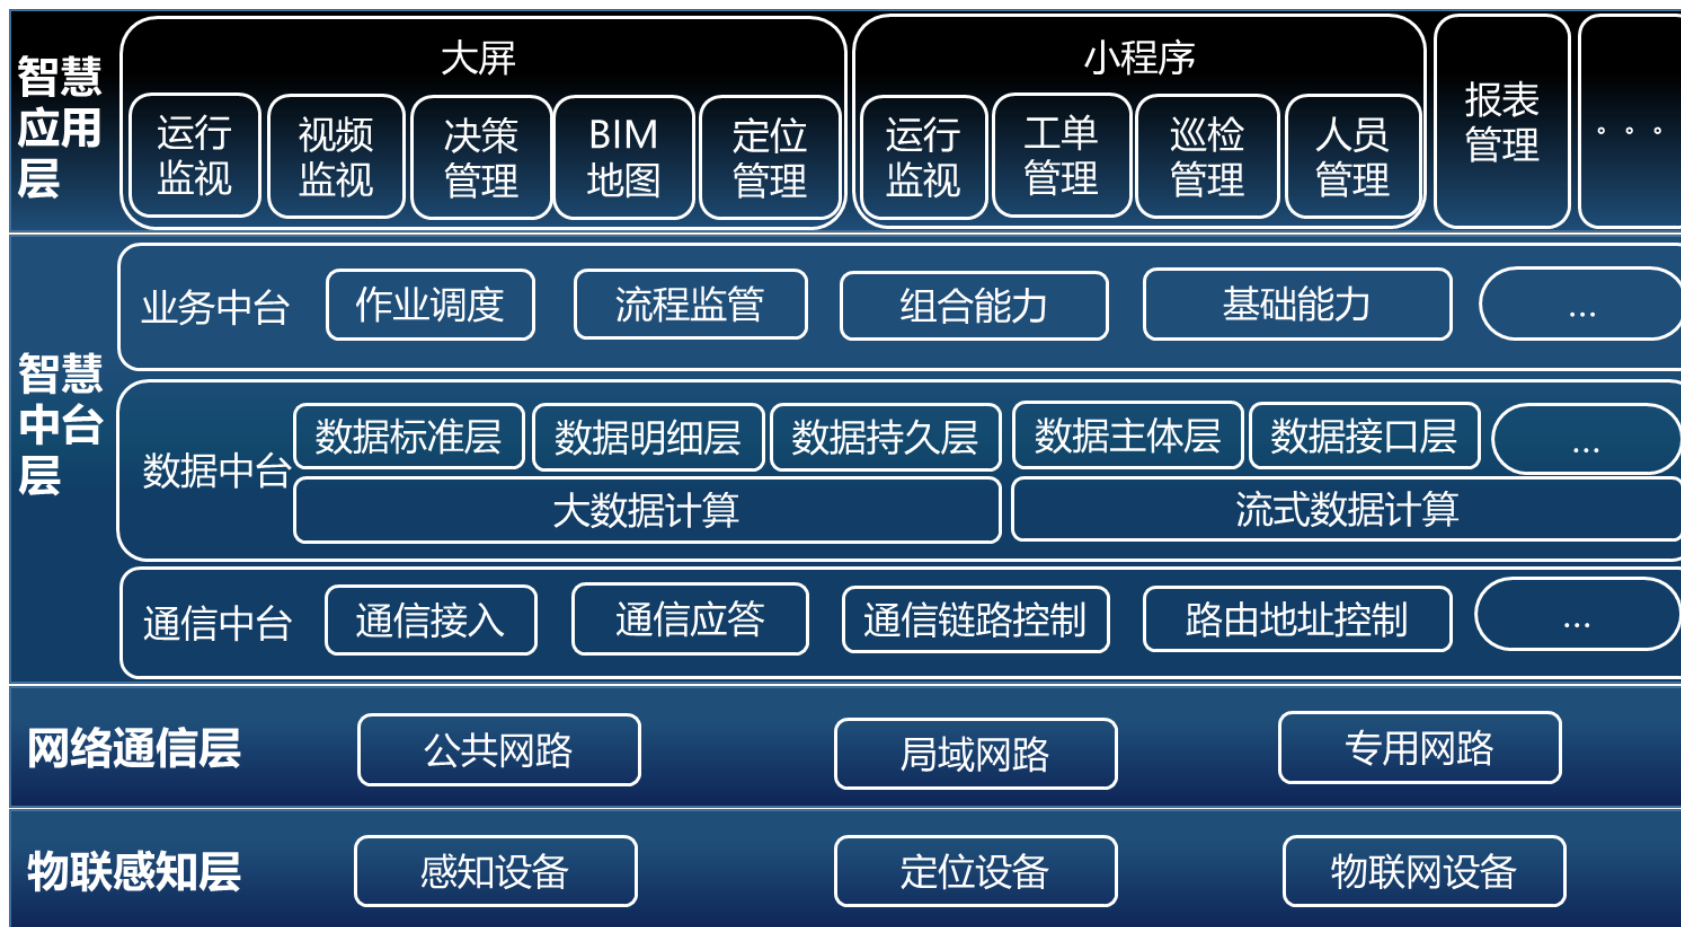 智慧
应用
层
大屏
运行
监视
视频
监视
决策
管理
BIM
地图
定位
管理
小程序
运行
监视
工单
管理
巡检
管理
人员
管理
报表
管理
。。。
智慧
中台
层
业务中台
作业调度
流程监管
组合能力
基础能力
...
数据中台
数据标准层
数据明细层
数据持久层
数据主体层
数据接口层
...
大数据计算
流式数据计算
通信中台
通信接入
通信应答
通信链路控制
路由地址控制
...
网络通信层
公共网路
局域网路
专用网路
物联感知层
感知设备
定位设备
物联网设备